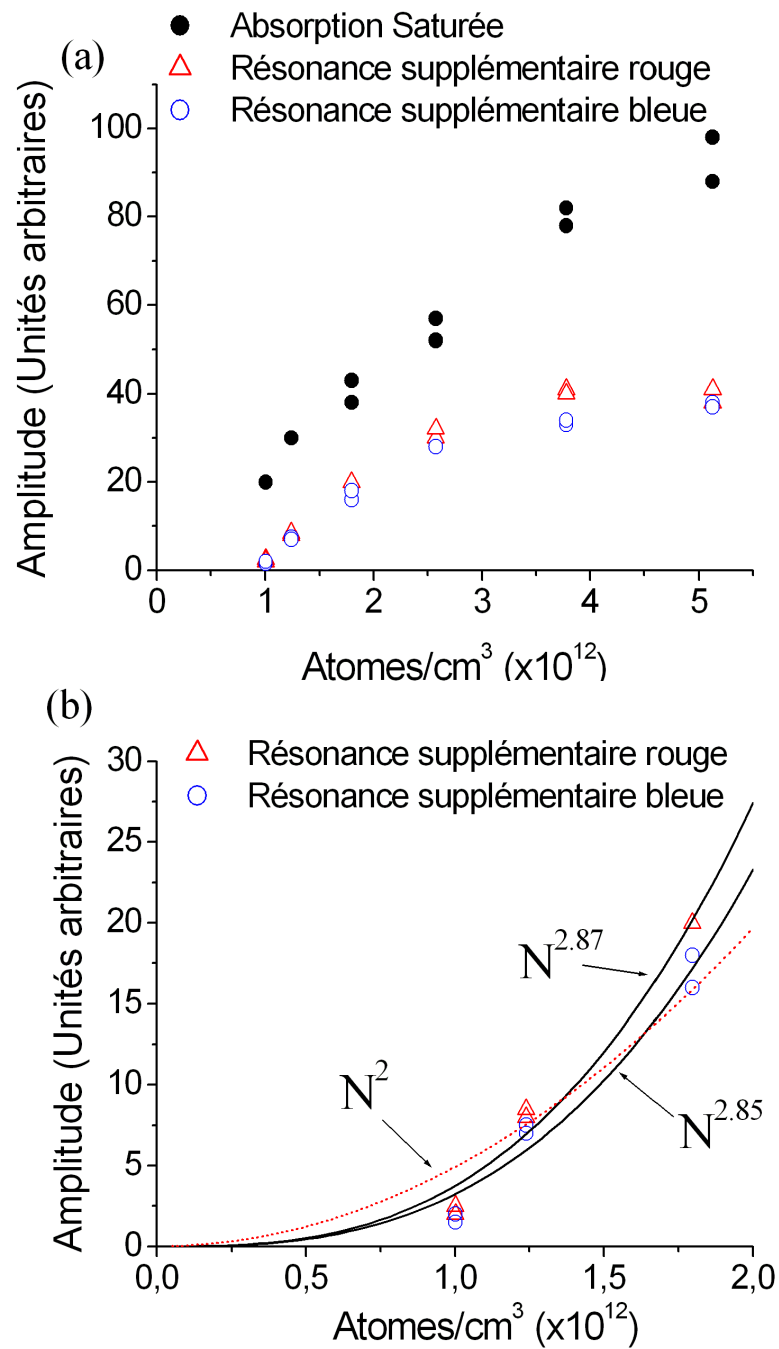 (a)
Absorption Saturée
Résonance supplémentaire rouge
Résonance supplémentaire bleue
Amplitude (Unités arbitraires)
100
80
60
40
20
0
0 1 2 3 4 5
Atomes/cm³ (x10¹²)
(b)
Résonance supplémentaire rouge
Résonance supplémentaire bleue
Amplitude (Unités arbitraires)
30
25
20
15
10
5
0
N²·⁸⁷
N²
N²·⁸⁵
0,0 0,5 1,0 1,5 2,0
Atomes/cm³ (x10¹²)